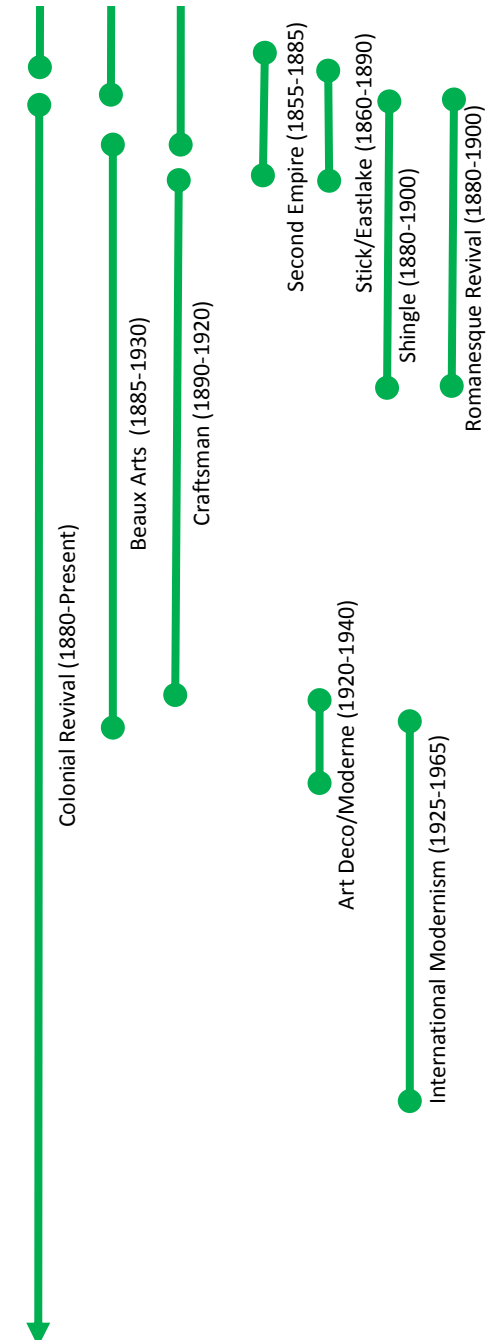 Colonial Revival (1880-Present)
Beaux Arts  (1885-1930)
Craftsman (1890-1920)
Second Empire (1855-1885)
Stick/Eastlake (1860-1890)
Shingle (1880-1900)
Romanesque Revival (1880-1900)
Art Deco/Moderne (1920-1940)
International Modernism (1925-1965)